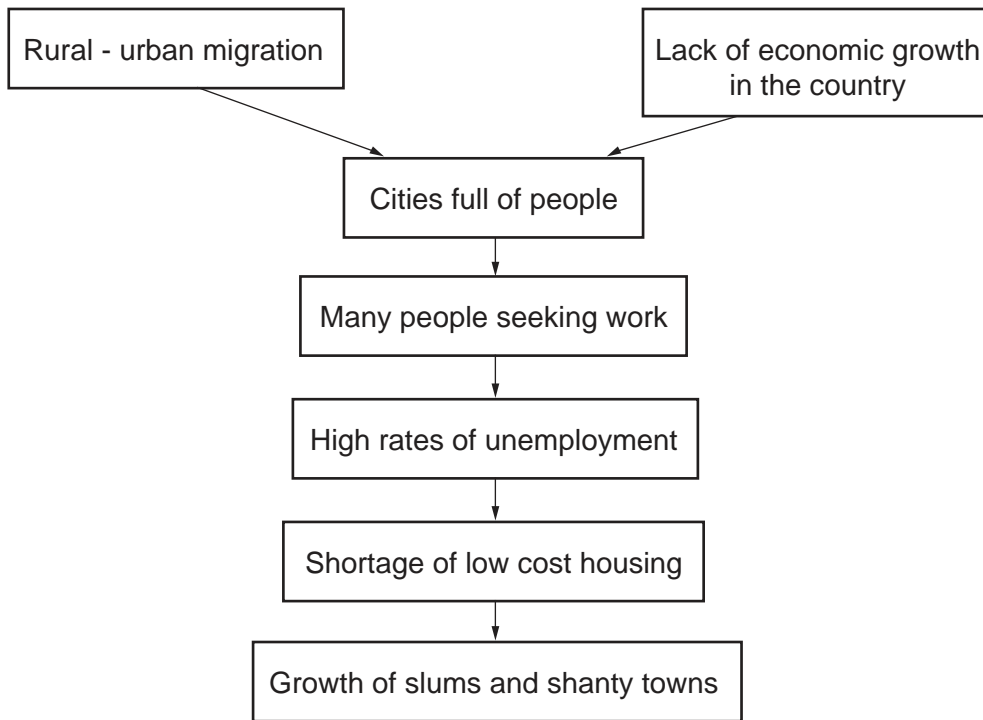 Rural - urban migration
Lack of economic growth
in the country
Cities full of people
Many people seeking work
High rates of unemployment
Shortage of low cost housing
Growth of slums and shanty towns